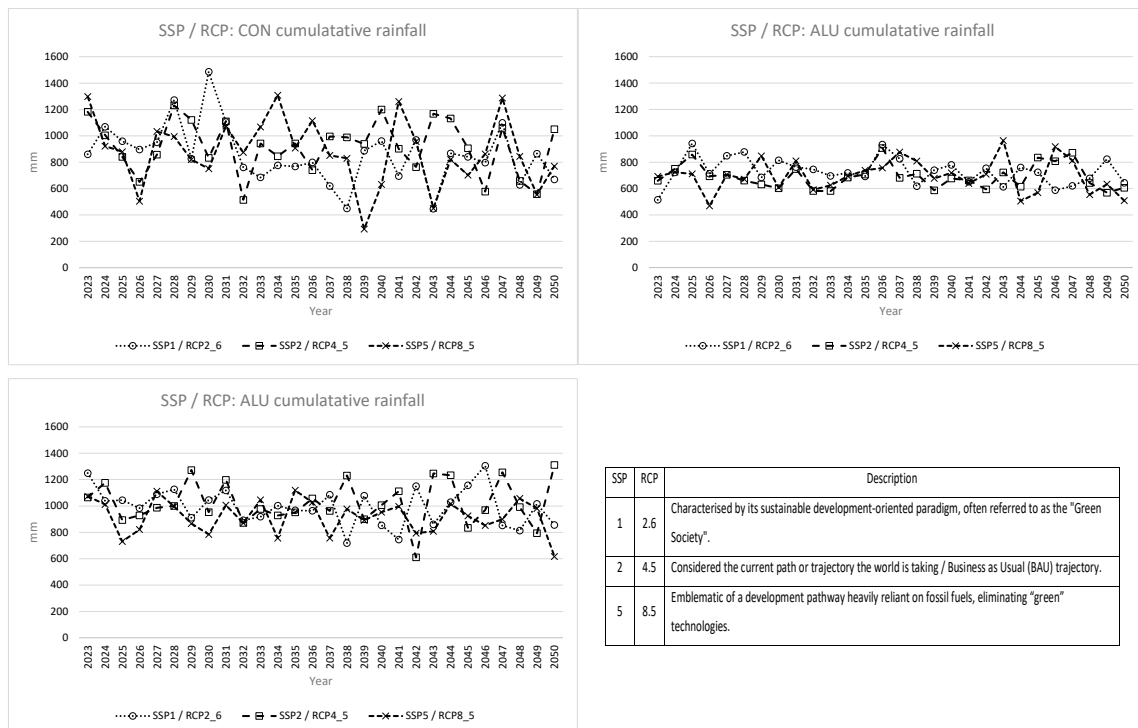 SSP / RCP: CON cumulatative rainfall
1600
1400
1200
1000
800
600
400
200
0
mm
2023 2024 2025 2026 2027 2028 2029 2030 2031 2032 2033 2034 2035 2036 2037 2038 2039 2040 2041 2042 2043 2044 2045 2046 2047 2048 2049 2050
Year
SSP1 / RCP2_6 SSP2 / RCP4_5 SSP5 / RCP8_5
SSP / RCP: ALU cumulatative rainfall
1600
1400
1200
1000
800
600
400
200
0
mm
2023 2024 2025 2026 2027 2028 2029 2030 2031 2032 2033 2034 2035 2036 2037 2038 2039 2040 2041 2042 2043 2044 2045 2046 2047 2048 2049 2050
Year
SSP1 / RCP2_6 SSP2 / RCP4_5 SSP5 / RCP8_5
SSP / RCP: ALU cumulatative rainfall
1600
1400
1200
1000
800
600
400
200
0
mm
2023 2024 2025 2026 2027 2028 2029 2030 2031 2032 2033 2034 2035 2036 2037 2038 2039 2040 2041 2042 2043 2044 2045 2046 2047 2048 2049 2050
Year
SSP1 / RCP2_6 SSP2 / RCP4_5 SSP5 / RCP8_5
SSP RCP Description
1 2.6 Characterised by its sustainable development-oriented paradigm, often referred to as the "Green
Society".
2 4.5 Considered the current path or trajectory the world is taking / Business as Usual (BAU) trajectory.
5 8.5 Emblematic of a development pathway heavily reliant on fossil fuels, eliminating “green”
technologies.